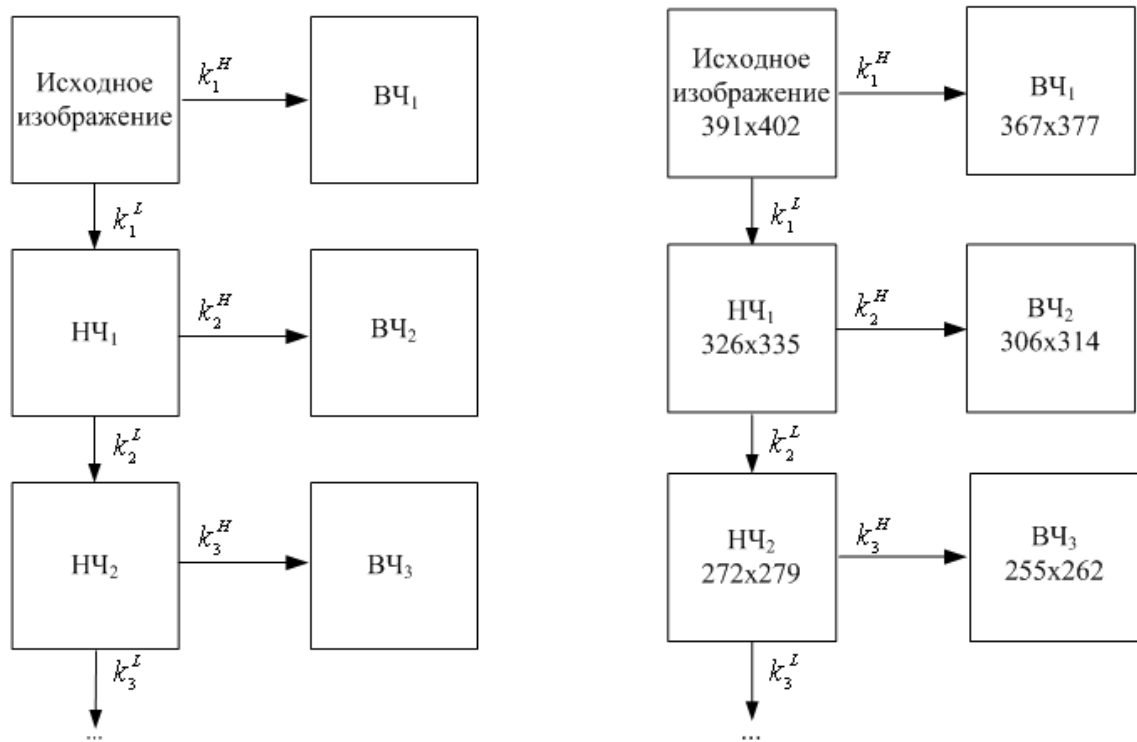 Исходное
изображение
k₁ᴴ
ВЧ₁
k₁ᴸ
НЧ₁
k₂ᴴ
ВЧ₂
k₂ᴸ
НЧ₂
k₃ᴴ
ВЧ₃
k₃ᴸ
...
Исходное
изображение
391x402
k₁ᴴ
ВЧ₁
367x377
k₁ᴸ
НЧ₁
326x335
k₂ᴴ
ВЧ₂
306x314
k₂ᴸ
НЧ₂
272x279
k₃ᴴ
ВЧ₃
255x262
k₃ᴸ
...